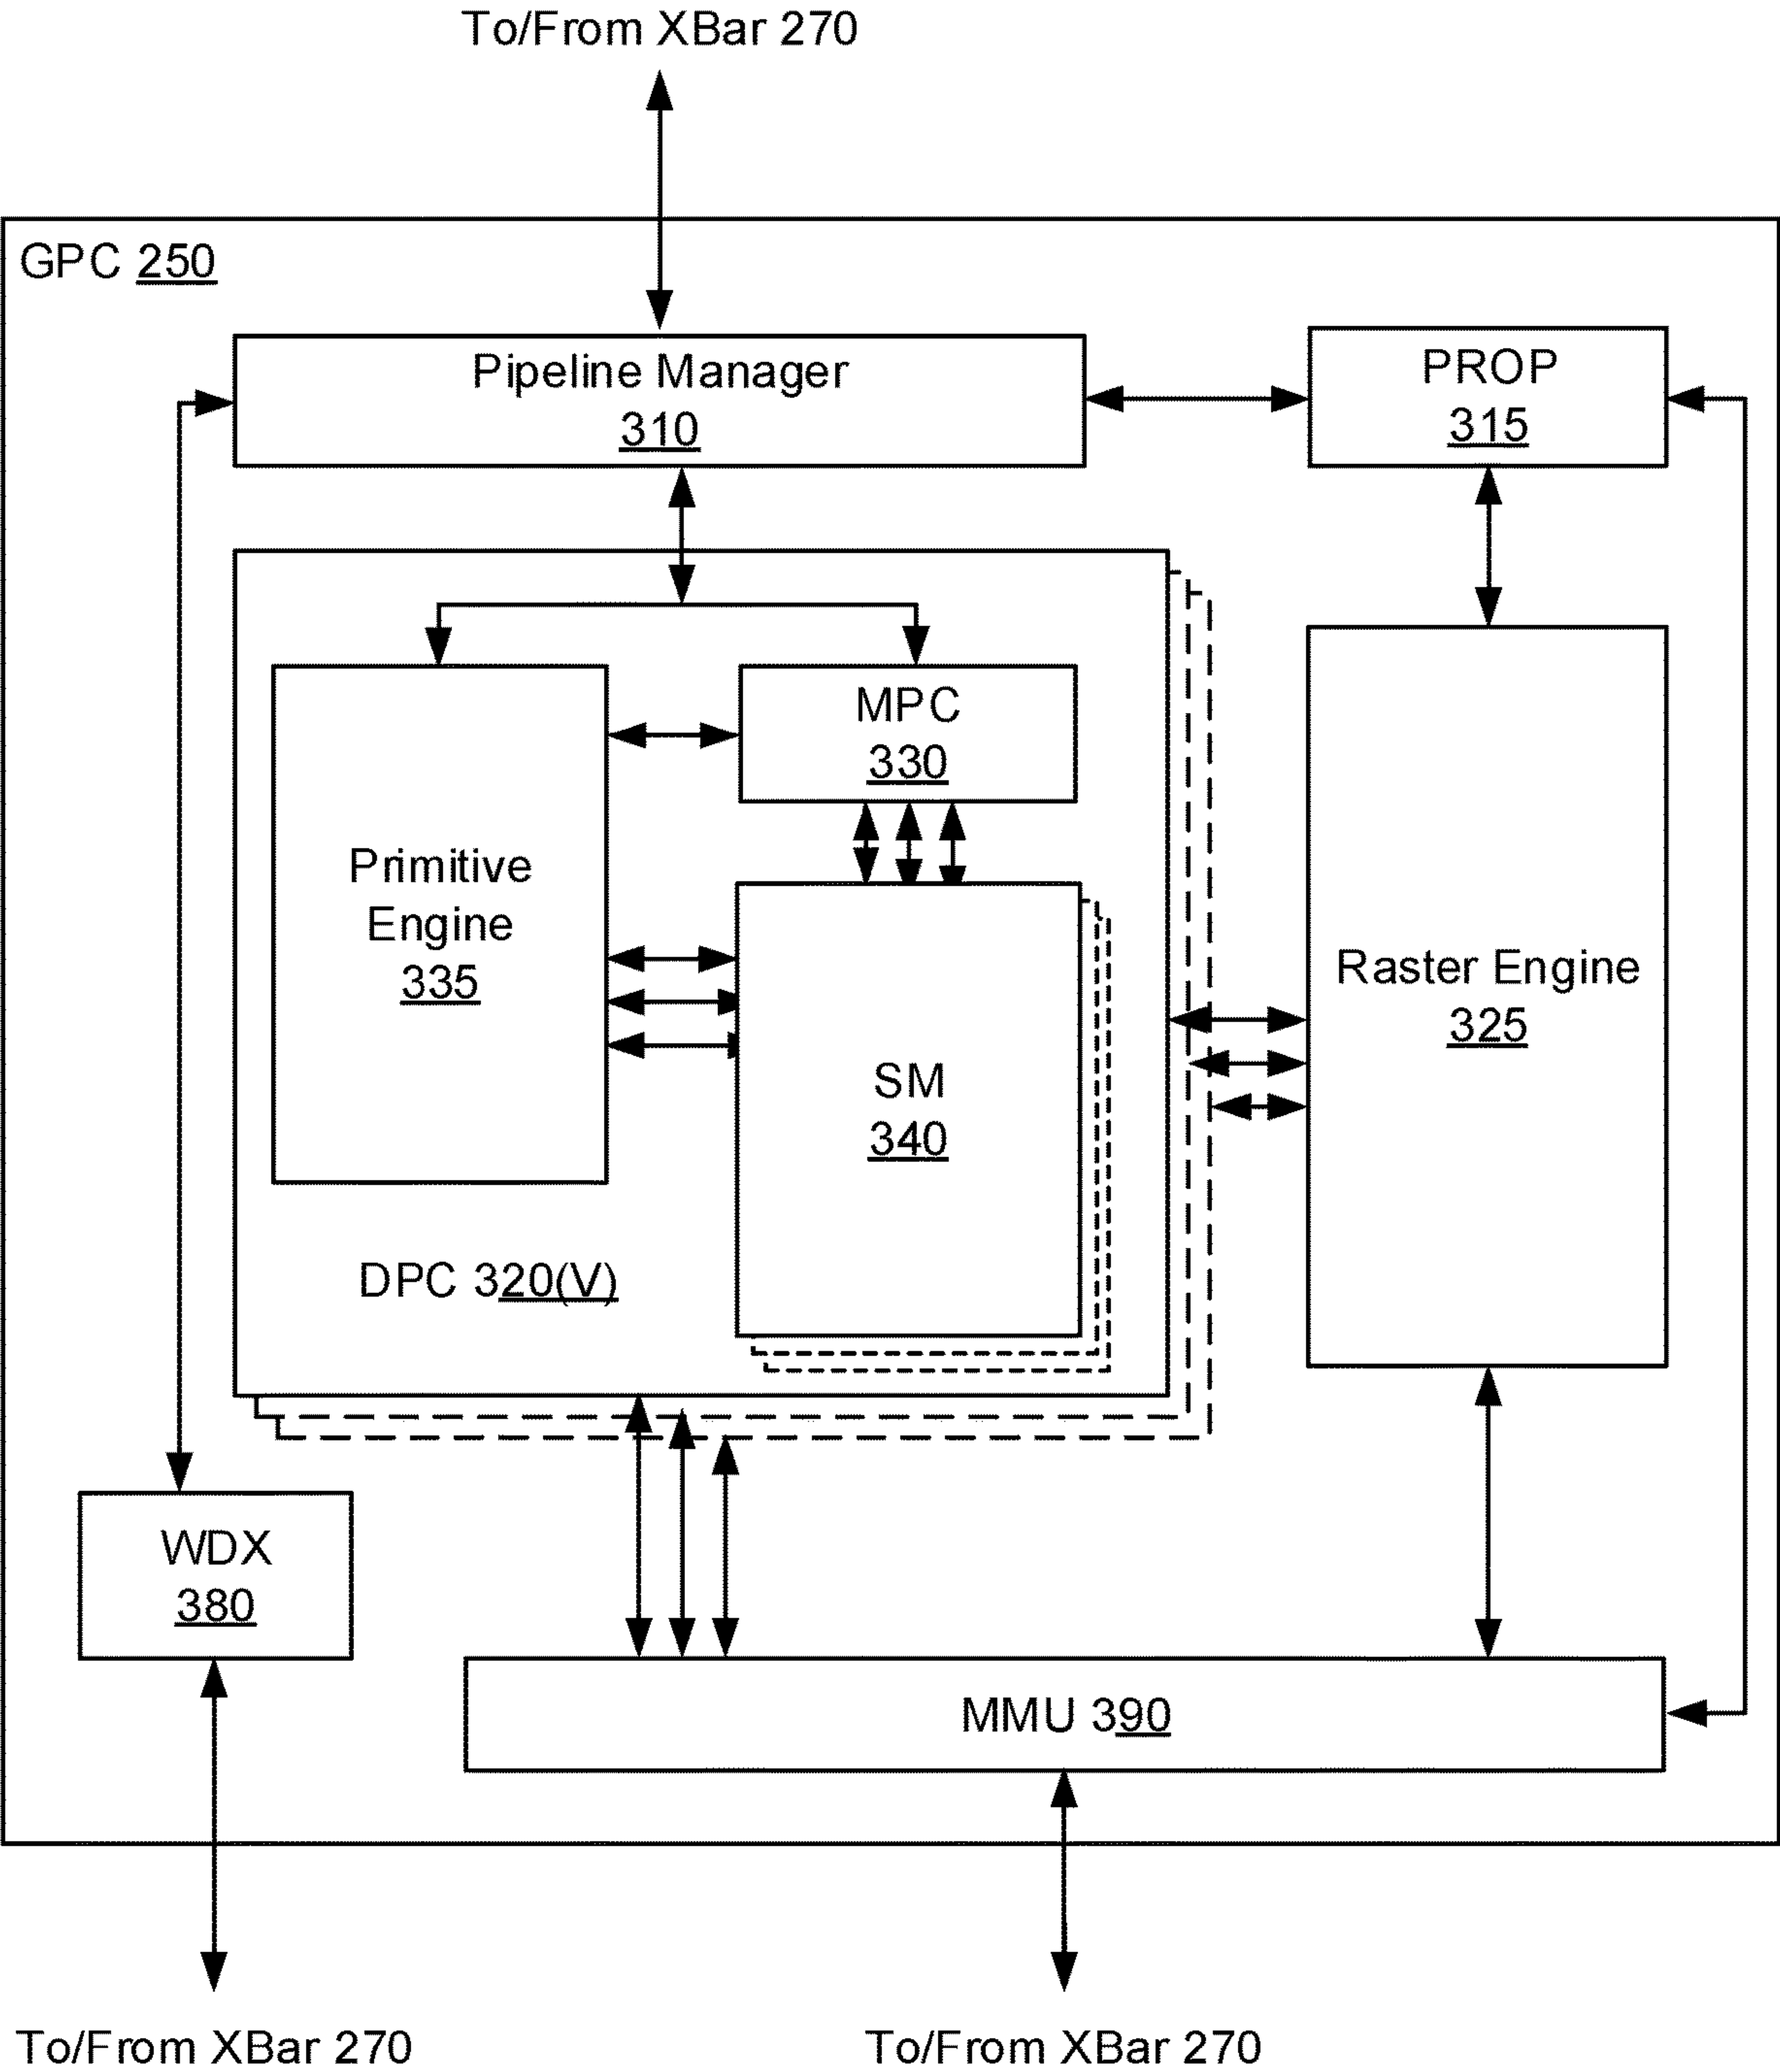 To/From XBar 270
GPC 250
Pipeline Manager
310
PROP
315
MPC
330
Primitive
Engine
335
Raster Engine
325
SM
340
DPC 320(V)
WDX
380
MMU 390
To/From XBar 270
To/From XBar 270